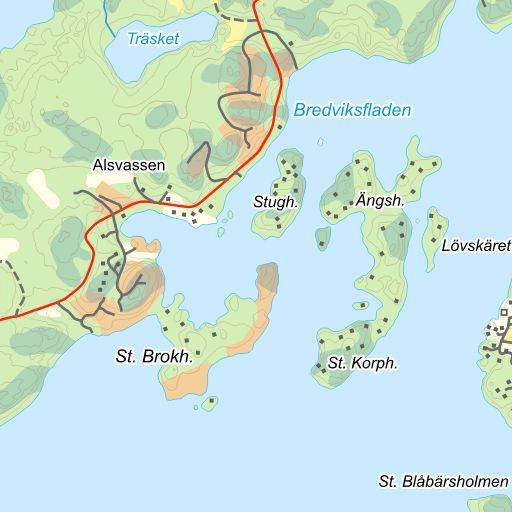 Träsket
Bredviksfladen
Alsvassen
Stugh.
Ängsh.
Lövskäret
St. Brokh.
St. Korph.
St. Blåbärsholmen